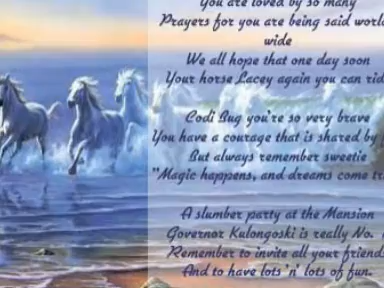 You are loved by so many
Prayers for you are being said world
wide
We all hope that one day soon
Your horse Lacey again you can rid
Codi Bug you're so very brave
You have a courage that is shared by
But always remember sweetie
"Magic happens, and dreams come tr
A slumber party at the Mansion
Governor Kulongoski is really No.
Remember to invite all your friends
And to have lots 'n' lots of fun.